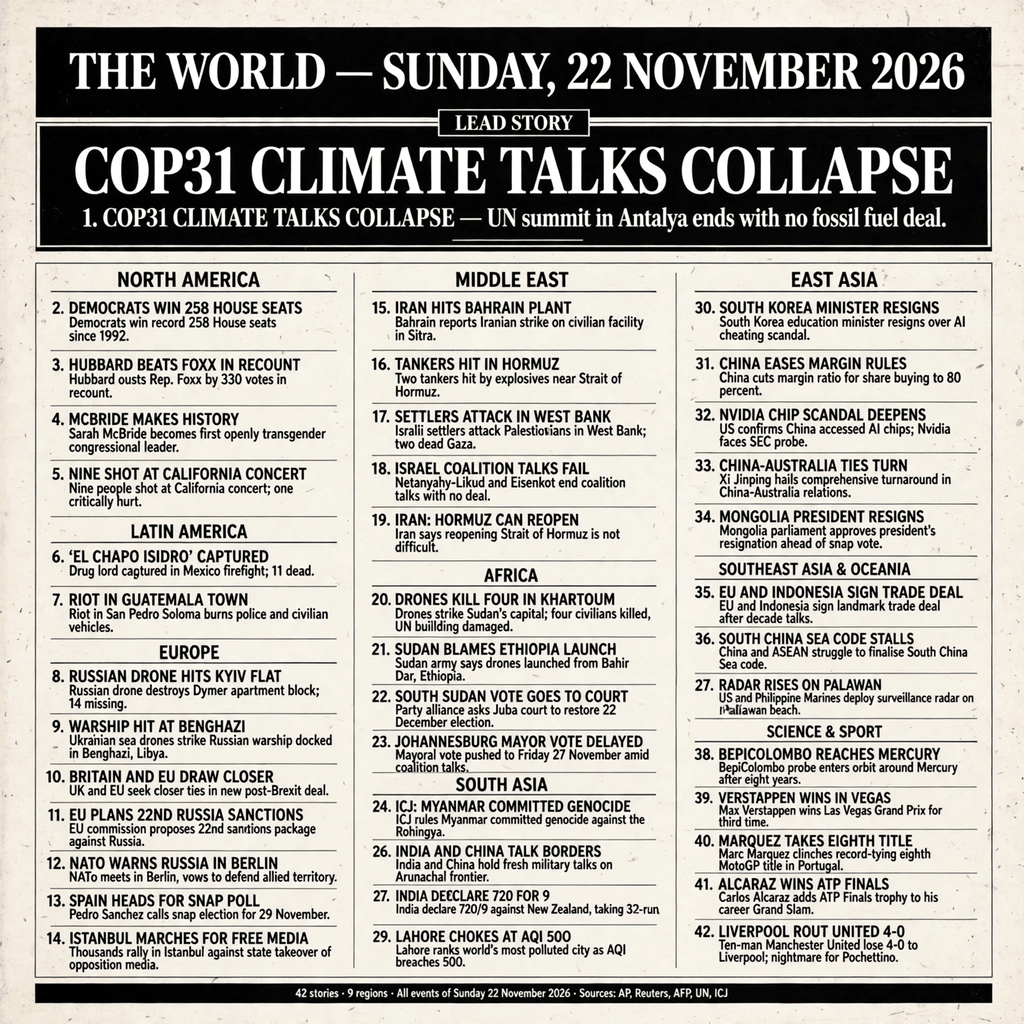 THE WORLD — SUNDAY, 22 NOVEMBER 2026
LEAD STORY
COP31 CLIMATE TALKS COLLAPSE
1. COP31 CLIMATE TALKS COLLAPSE — UN summit in Antalya ends with no fossil fuel deal.
NORTH AMERICA
2. DEMOCRATS WIN 258 HOUSE SEATS
Democrats win record 258 House seats
since 1992.
3. HUBBARD BEATS FOXX IN RECOUNT
Hubbard ousts Rep. Foxx by 330 votes in
recount.
4. MCBRIDE MAKES HISTORY
Sarah McBride becomes first openly transgender
congressional leader.
5. NINE SHOT AT CALIFORNIA CONCERT
Nine people shot at California concert; one
critically hurt.
LATIN AMERICA
6. ‘EL CHAPO ISIDRO’ CAPTURED
Drug lord captured in Mexico firefight; 11 dead.
7. RIOT IN GUATEMALA TOWN
Riot in San Pedro Soloma burns police and civilian
vehicles.
EUROPE
8. RUSSIAN DRONE HITS KYIV FLAT
Russian drone destroys Dymer apartment block;
14 missing.
9. WARSHIP HIT AT BENGHAZI
Ukrainian sea drones strike Russian warship docked
in Benghazi, Libya.
10. BRITAIN AND EU DRAW CLOSER
UK and EU seek closer ties in new post-Brexit deal.
11. EU PLANS 22ND RUSSIA SANCTIONS
EU commission proposes 22nd sanctions package
against Russia.
12. NATO WARNS RUSSIA IN BERLIN
NATo meets in Berlin, vows to defend allied territory.
13. SPAIN HEADS FOR SNAP POLL
Pedro Sanchez calls snap election for 29 November.
14. ISTANBUL MARCHES FOR FREE MEDIA
Thousands rally in Istanbul against state takeover of
opposition media.
MIDDLE EAST
15. IRAN HITS BAHRAIN PLANT
Bahrain reports Iranian strike on civilian facility
in Sitra.
16. TANKERS HIT IN HORMUZ
Two tankers hit by explosives near Strait of
Hormuz.
17. SETTLERS ATTACK IN WEST BANK
settlers attack Palestinians in West Bank;
two dead Gaza.
18. ISRAEL COALITION TALKS FAIL
Netanyahy-Likud and Eisenkot end coalition
talks with no deal.
19. IRAN: HORMUZ CAN REOPEN
Iran says reopening Strait of Hormuz is not
difficult.
AFRICA
20. DRONES KILL FOUR IN KHARTOUM
Drones strike Sudan’s capital; four civilians killed,
UN building damaged.
21. SUDAN BLAMES ETHIOPIA LAUNCH
Sudan army says drones launched from Bahir
Dar, Ethiopia.
22. SOUTH SUDAN VOTE GOES TO COURT
Party alliance asks Juba court to restore 22
December election.
23. JOHANNESBURG MAYOR VOTE DELAYED
Mayoral vote pushed to Friday 27 November amid
coalition talks.
SOUTH ASIA
24. ICJ: MYANMAR COMMITTED GENOCIDE
ICJ rules Myanmar committed genocide against the
Rohingya.
26. INDIA AND CHINA TALK BORDERS
India and China hold fresh military talks on
Arunachal frontier.
27. INDIA DECLARE 720 FOR 9
India declare 720/9 against New Zealand, taking 32-run
29. LAHORE CHOKES AT AQI 500
Lahore ranks world’s most polluted city as AQI
breaches 500.
EAST ASIA
30. SOUTH KOREA MINISTER RESIGNS
South Korea education minister resigns over AI
cheating scandal.
31. CHINA EASES MARGIN RULES
China cuts margin ratio for share buying to 80
percent.
32. NVIDIA CHIP SCANDAL DEEPENS
US confirms China accessed AI chips; Nvidia
faces SEC probe.
33. CHINA-AUSTRALIA TIES TURN
Xi Jinping hails comprehensive turnaround in
China-Australia relations.
34. MONGOLIA PRESIDENT RESIGNS
Mongolia parliament approves president’s
resignation ahead of snap vote.
SOUTHEAST ASIA & OCEANIA
35. EU AND INDONESIA SIGN TRADE DEAL
EU and Indonesia sign landmark trade deal
after decade talks.
36. SOUTH CHINA SEA CODE STALLS
China and ASEAN struggle to finalise South China
Sea code.
27. RADAR RISES ON PALAWAN
US and Philippine Marines deploy surveillance radar on
beach.
SCIENCE & SPORT
38. BEPICOLOMBO REACHES MERCURY
BepiColombo probe enters orbit around Mercury
after eight years.
39. VERSTAPPEN WINS IN VEGAS
Max Verstappen wins Las Vegas Grand Prix for
third time.
40. MARQUEZ TAKES EIGHTH TITLE
Marc Marquez clinches record-tying eighth
MotoGP title in Portugal.
41. ALCARAZ WINS ATP FINALS
Carlos Alcaraz adds ATP Finals trophy to his
career Grand Slam.
42. LIVERPOOL ROUT UNITED 4-0
Ten-man Manchester United lose 4-0 to
Liverpool; nightmare for Pochettino.
42 stories · 9 regions · All events of Sunday 22 November 2026 · Sources: AP, Reuters, AFP, UN, ICJ